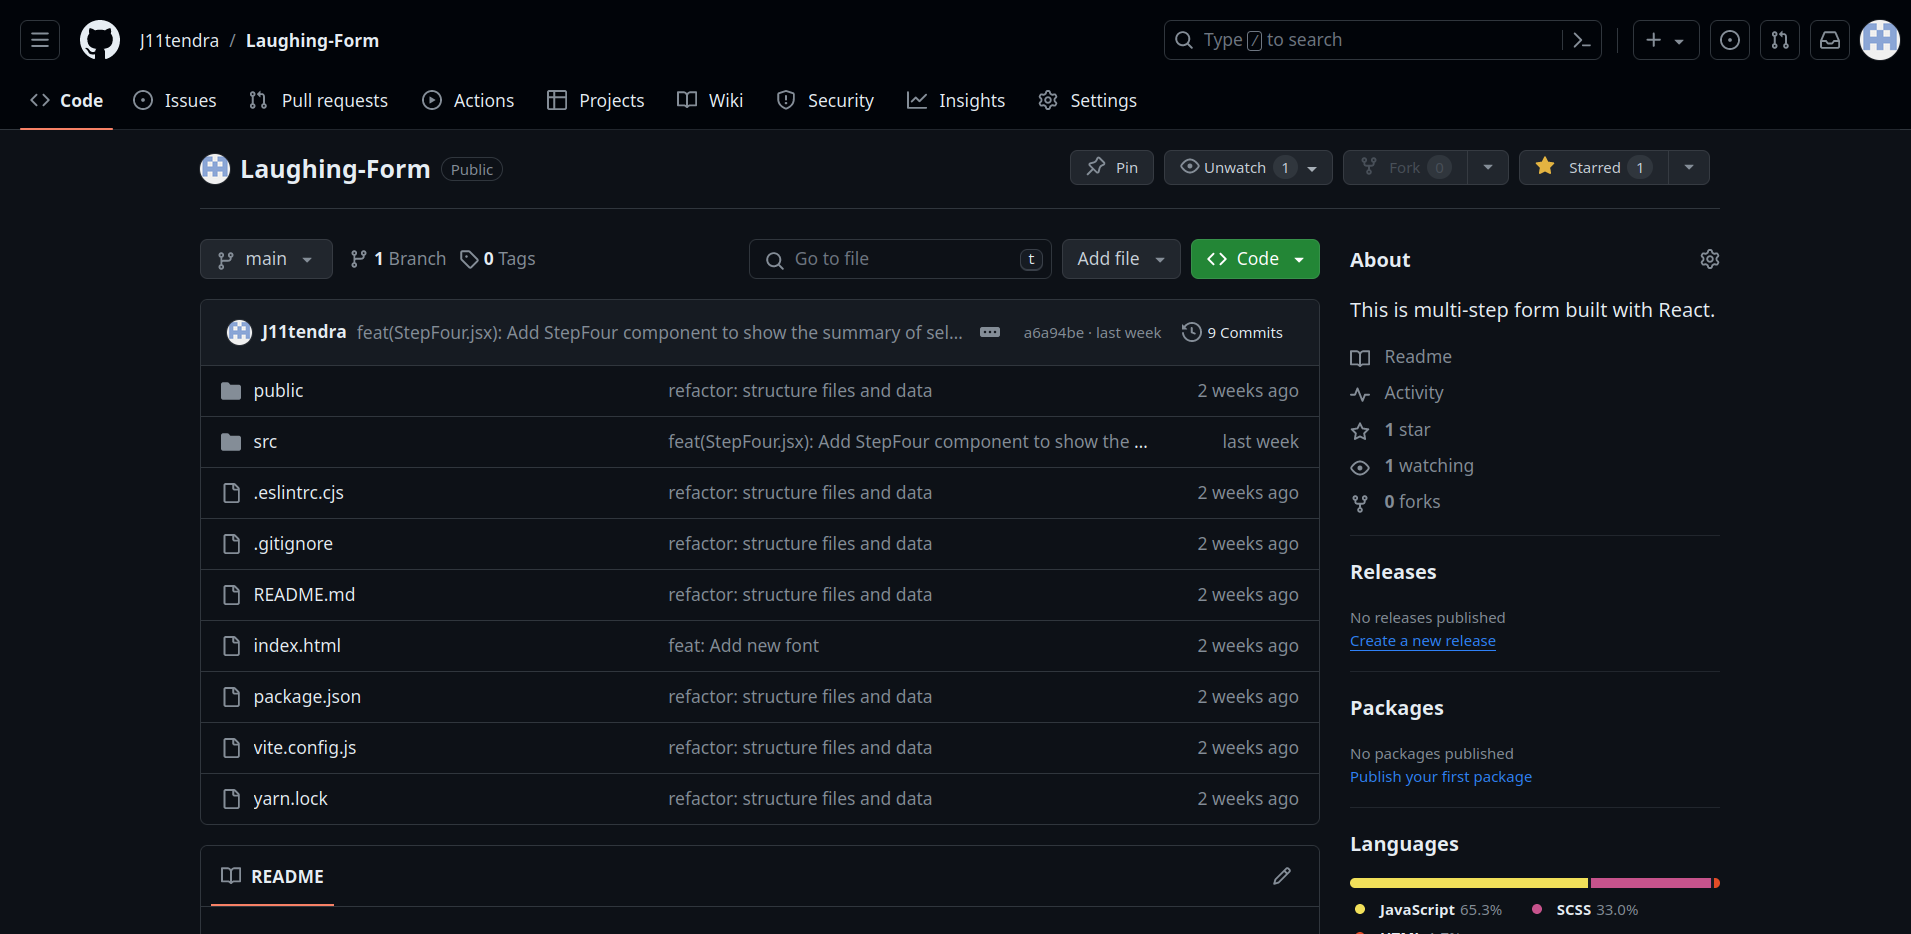 J11tendra / Laughing-Form
Type / to search
Code Issues Pull requests Actions Projects Wiki Security Insights Settings
Laughing-Form Public
Pin Unwatch 1 Fork 0 Starred 1
main 1 Branch 0 Tags Go to file t Add file Code
J11tendra feat(StepFour.jsx): Add StepFour component to show the summary of sel... a6a94be · last week 9 Commits
public refactor: structure files and data 2 weeks ago
src feat(StepFour.jsx): Add StepFour component to show the ... last week
.eslintrc.cjs refactor: structure files and data 2 weeks ago
.gitignore refactor: structure files and data 2 weeks ago
README.md refactor: structure files and data 2 weeks ago
index.html feat: Add new font 2 weeks ago
package.json refactor: structure files and data 2 weeks ago
vite.config.js refactor: structure files and data 2 weeks ago
yarn.lock refactor: structure files and data 2 weeks ago
README
About
This is multi-step form built with React.
Readme
Activity
1 star
1 watching
0 forks
Releases
No releases published
Create a new release
Packages
No packages published
Publish your first package
Languages
JavaScript 65.3% SCSS 33.0%